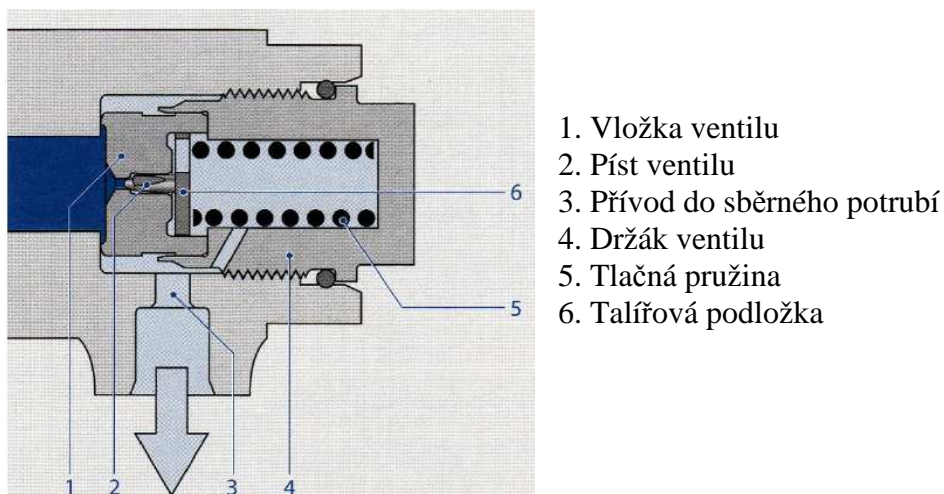 1. Vložka ventilu
2. Píst ventilu
3. Přívod do sběrného potrubí
4. Držák ventilu
5. Tlačná pružina
6. Talířová podložka
6
5
1 2 3 4